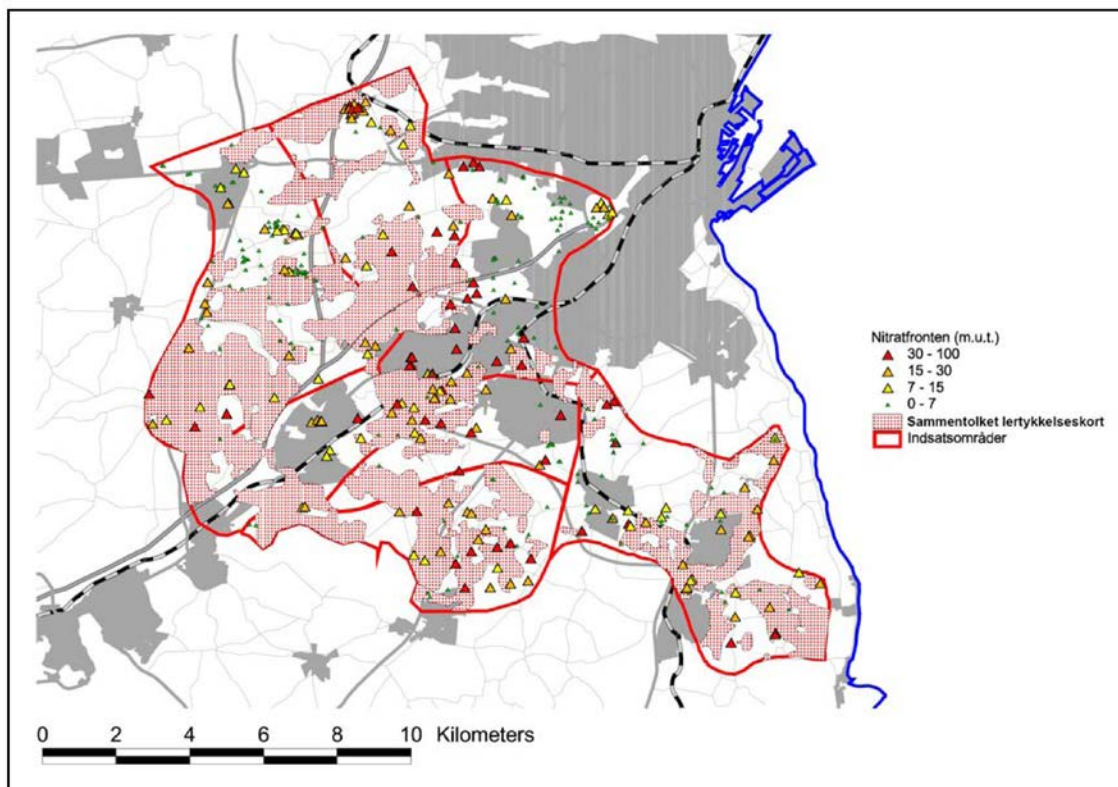 Nitratfronten (m.u.t.)
30 - 100
15 - 30
7 - 15
0 - 7
Sammentolket lertykkelseskort
Indsatsområder
0 2 4 6 8 10 Kilometers